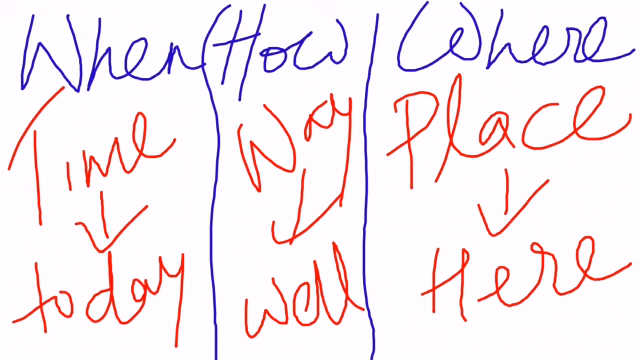 When How Where
Time Way Place
today well Here